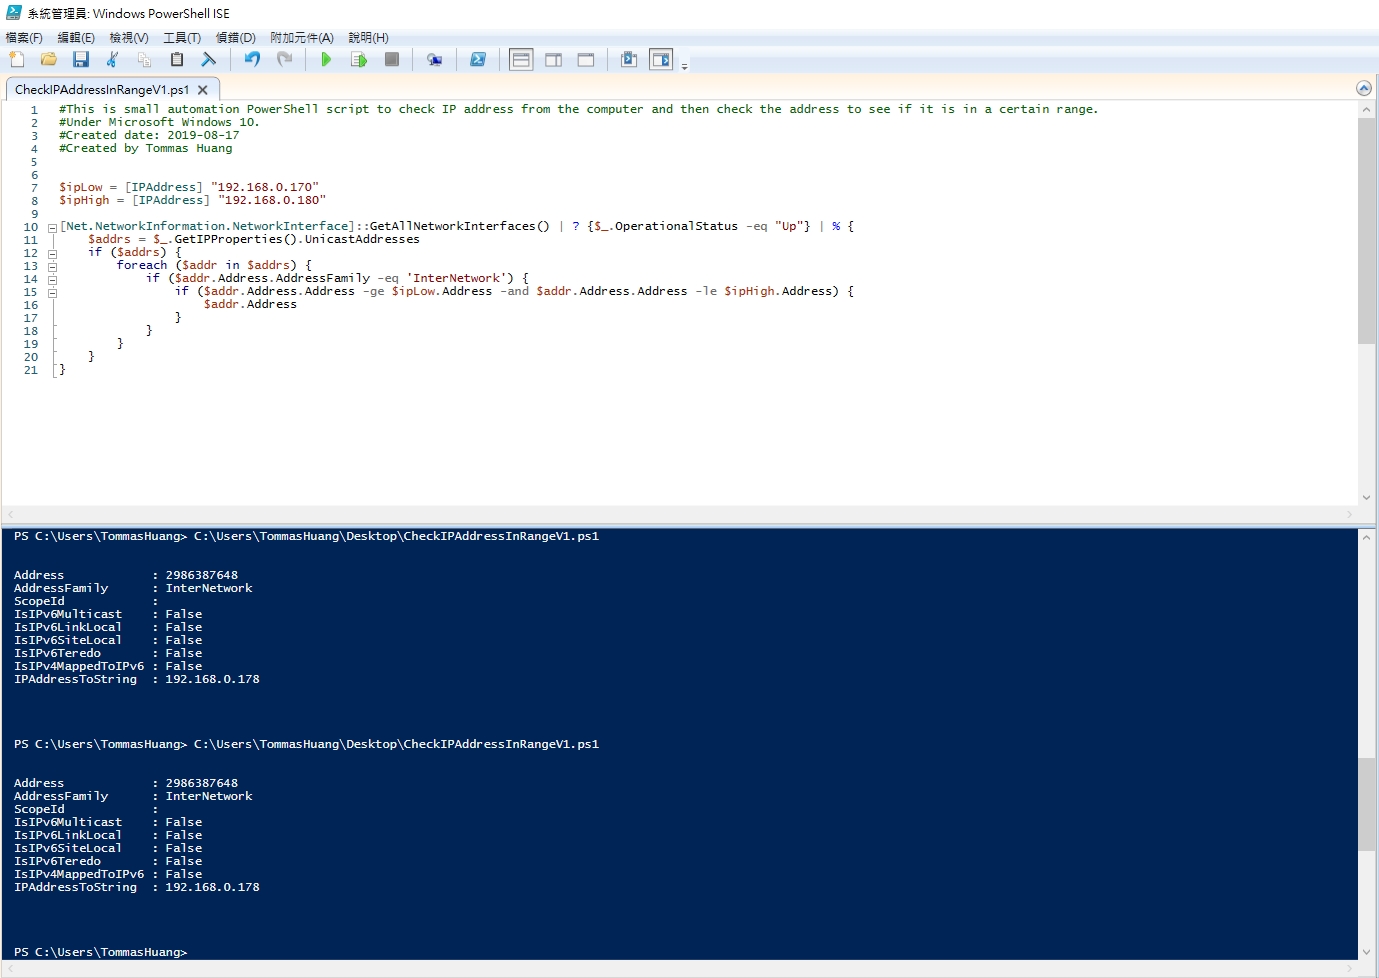 系統管理員: Windows PowerShell ISE
檔案(F) 編輯(E) 檢視(V) 工具(T) 偵錯(D) 附加元件(A) 說明(H)
CheckIPAddressInRangeV1.ps1
1 #This is small automation PowerShell script to check IP address from the computer and then check the address to see if it is in a certain range.
2 #Under Microsoft Windows 10.
3 #Created date: 2019-08-17
4 #Created by Tommas Huang
5
6
7 $ipLow = [IPAddress] "192.168.0.170"
8 $ipHigh = [IPAddress] "192.168.0.180"
9
10 [Net.NetworkInformation.NetworkInterface]::GetAllNetworkInterfaces() | ? {$_.OperationalStatus -eq "Up"} | % {
11 $addrs = $_.GetIPProperties().UnicastAddresses
12 if ($addrs) {
13 foreach ($addr in $addrs) {
14 if ($addr.Address.AddressFamily -eq 'InterNetwork') {
15 if ($addr.Address.Address -ge $ipLow.Address -and $addr.Address.Address -le $ipHigh.Address) {
16 $addr.Address
17 }
18 }
19 }
20 }
21 }
PS C:\Users\TommasHuang> C:\Users\TommasHuang\Desktop\CheckIPAddressInRangeV1.ps1
Address : 2986387648
AddressFamily : InterNetwork
ScopeId :
IsIPv6Multicast : False
IsIPv6LinkLocal : False
IsIPv6SiteLocal : False
IsIPv6Teredo : False
IsIPv4MappedToIPv6 : False
IPAddressToString : 192.168.0.178
PS C:\Users\TommasHuang> C:\Users\TommasHuang\Desktop\CheckIPAddressInRangeV1.ps1
Address : 2986387648
AddressFamily : InterNetwork
ScopeId :
IsIPv6Multicast : False
IsIPv6LinkLocal : False
IsIPv6SiteLocal : False
IsIPv6Teredo : False
IsIPv4MappedToIPv6 : False
IPAddressToString : 192.168.0.178
PS C:\Users\TommasHuang>